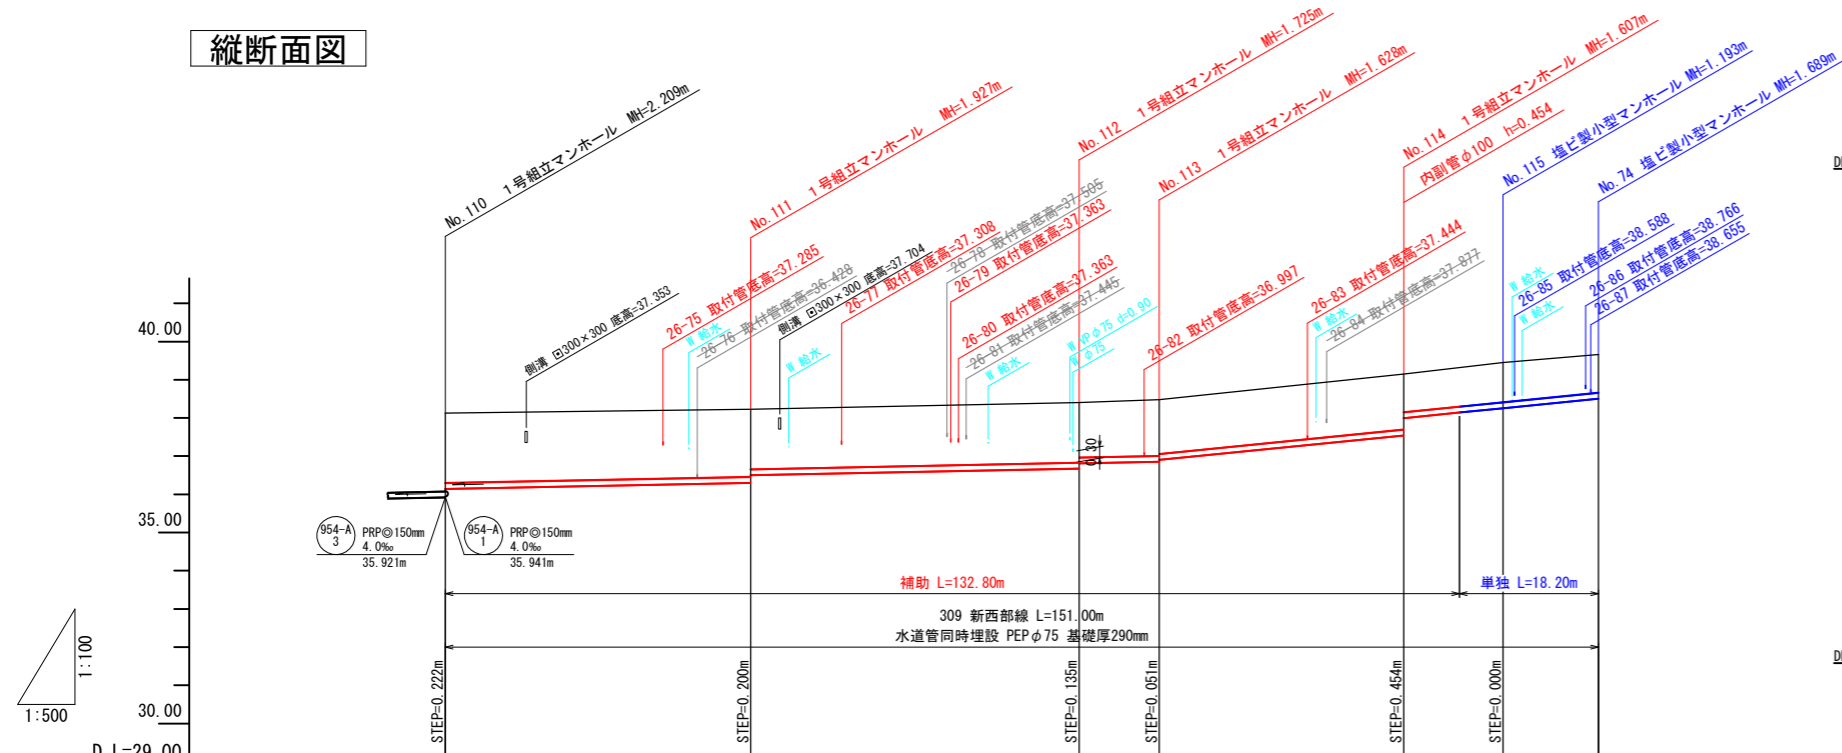 縦断面図
No.110 1号組立マンホール MH=2.209m
No.111 1号組立マンホール MH=1.927m
No.112 1号組立マンホール MH=1.725m
No.113 1号組立マンホール MH=1.628m
No.114 1号組立マンホール MH=1.607m
内副管φ100 h=0.454
No.115 塩ビ製小型マンホール MH=1.193m
No.74 塩ビ製小型マンホール MH=1.689m
側溝 ロ300×300 底高=37.353
26-75 取付管底高=37.285
W 給水
26-76 取付管底高=36.428
側溝 ロ300×300 底高=37.704
W 給水
26-77 取付管底高=37.308
26-78 取付管底高=37.505
26-79 取付管底高=37.363
26-80 取付管底高=37.363
26-81 取付管底高=37.445
W 給水
W VPφ75 d=0.90
W φ75
26-82 取付管底高=36.997
26-83 取付管底高=37.444
W 給水
26-84 取付管底高=37.877
W 給水
26-85 取付管底高=38.588
W 給水
26-86 取付管底高=38.766
26-87 取付管底高=38.655
40.00
35.00
30.00
D.L=29.00
0.30
954-A
3
PRP◎150mm
4.0‰
35.921m
954-A
1
PRP◎150mm
4.0‰
35.941m
補助 L=132.80m
単独 L=18.20m
309 新西部線 L=151.00m
水道管同時埋設 PEPφ75 基礎厚290mm
1:100
1:500
STEP=0.222m
STEP=0.200m
STEP=0.135m
STEP=0.051m
STEP=0.454m
STEP=0.000m